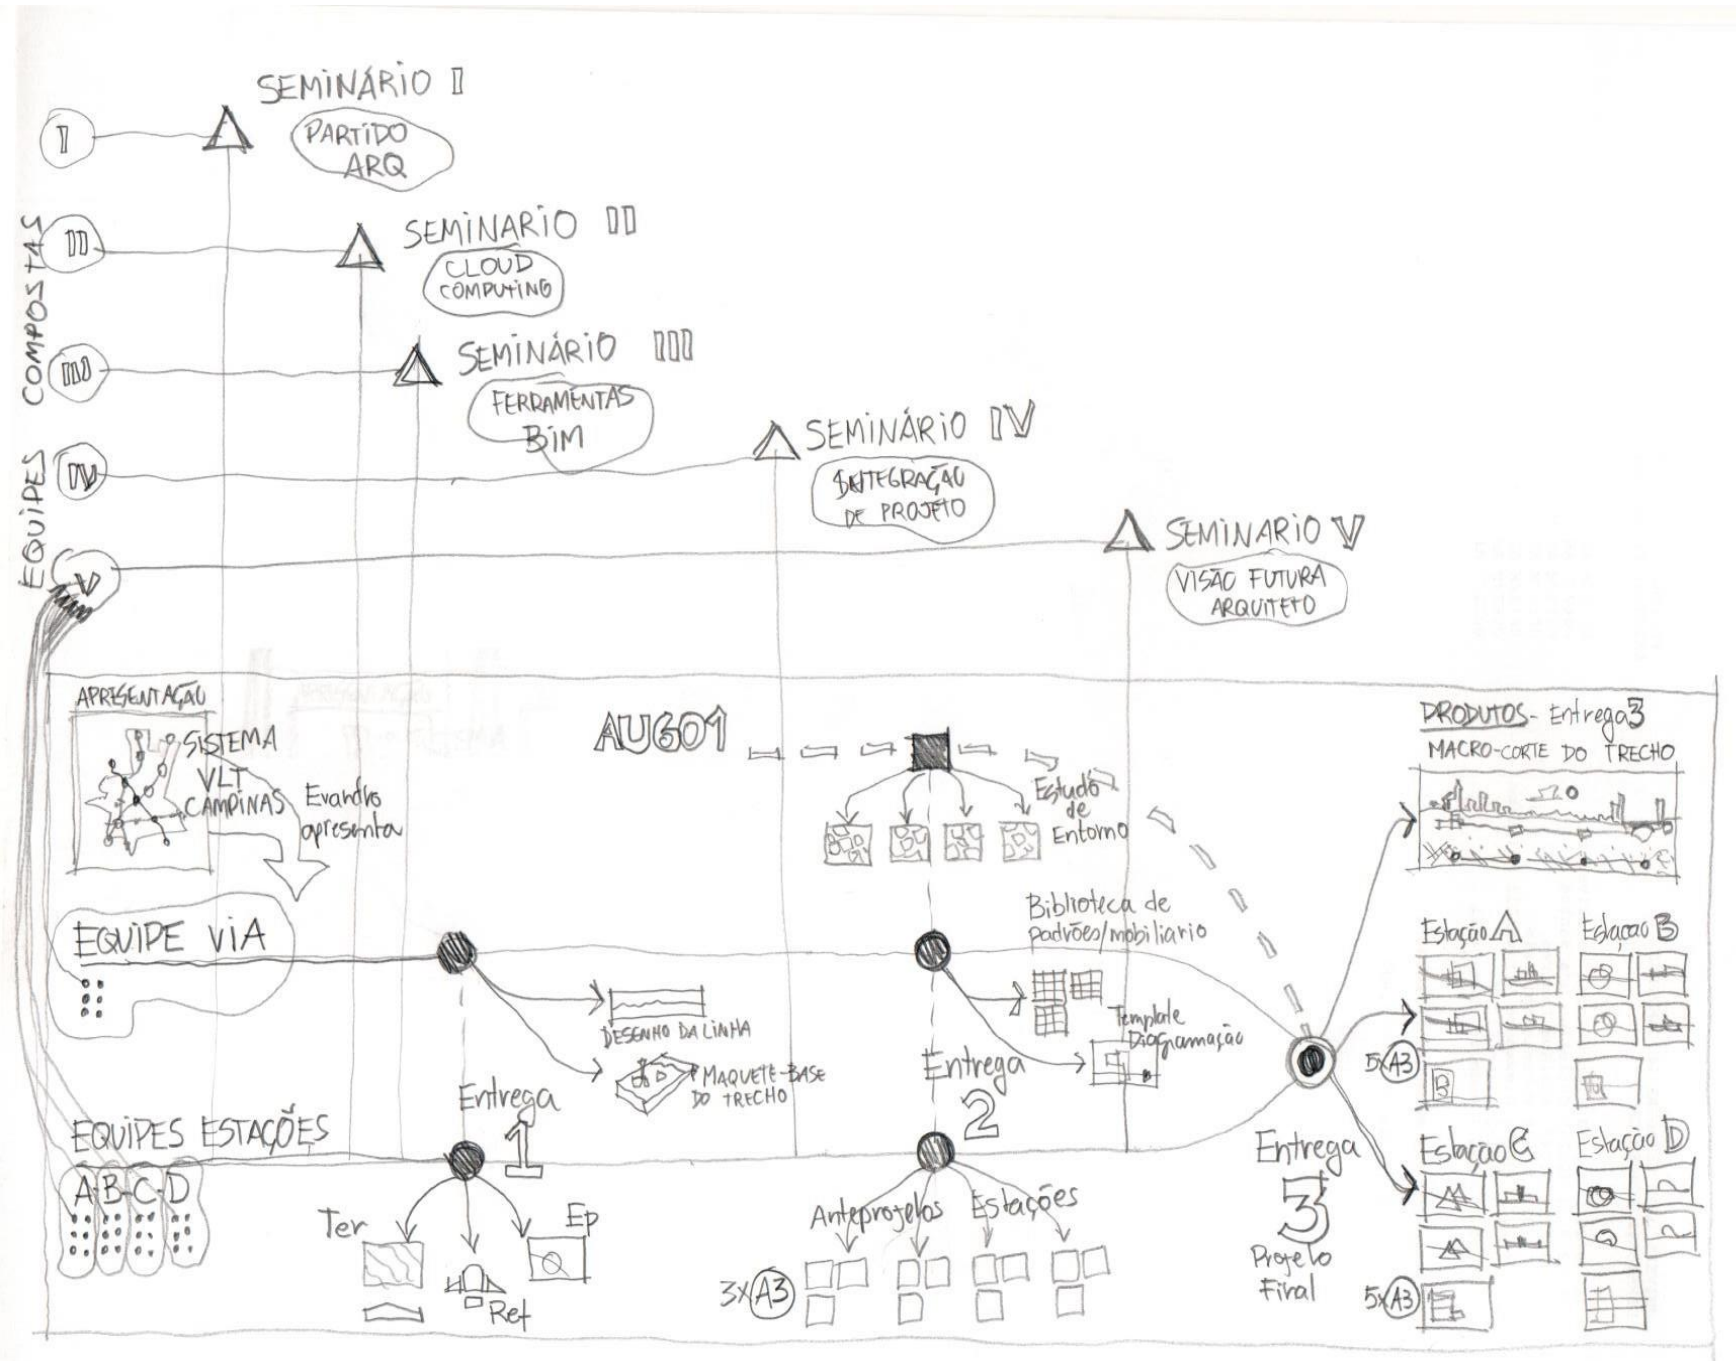 SEMINÁRIO I
I
PARTIDO
ARQ
SEMINARIO II
II
CLOUD
COMPUTING
SEMINÁRIO III
III
FERRAMENTAS
BIM
SEMINÁRIO IV
IV
INTEGRAÇÃO
DE PROJETO
SEMINARIO V
V
VISÃO FUTURA
ARQUITETO
EQUIPES COMPOSTAS
APRESENTAÇÃO
SISTEMA
VLT
CAMPINAS
Evandro
apresenta
AU601
Estudo
de
Entorno
PRODUTOS - Entrega 3
MACRO-CORTE DO TRECHO
EQUIPE VIA
Biblioteca de
padrões/mobiliario
DESENHO DA LINHA
MAQUETE-BASE
DO TRECHO
Template
Diagramação
Estação A
Estacao B
5x A3
Entrega
1
Entrega
2
EQUIPES ESTAÇÕES
A-B-C-D
Ter
Ref
Ep
Anteprojetos Estações
3x A3
Entrega
3
Projeto
Final
Estação C
Estação D
5x A3